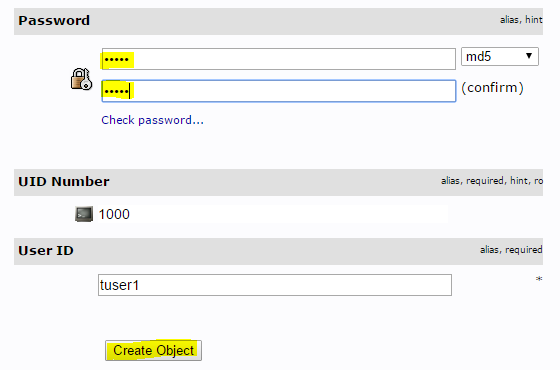 Password alias, hint
••••• md5
••••• (confirm)
Check password...
UID Number alias, required, hint, ro
1000
User ID alias, required
tuser1 *
Create Object